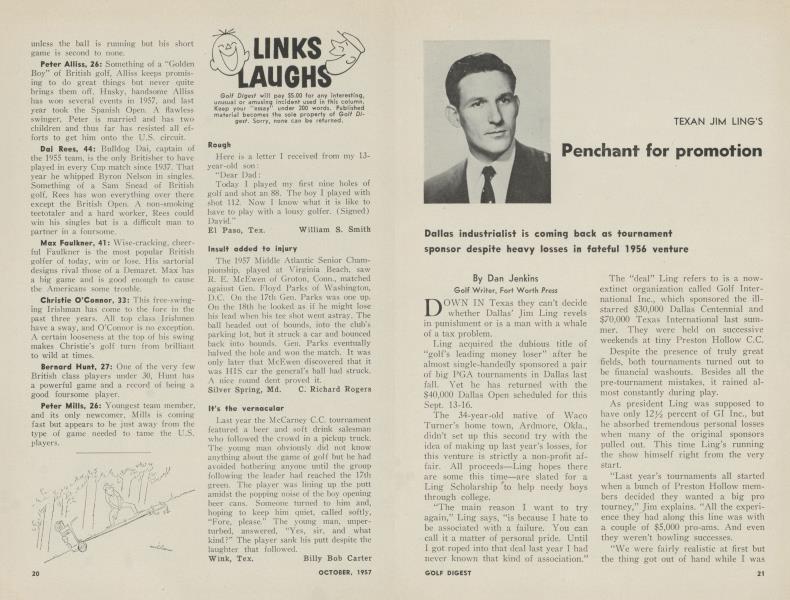 unless the ball is running but his short
game is second to none.
Peter Alliss, 26: Something of a "Golden
Boy" of British golf, Alliss keeps promis-
ing to do great things but never quite
brings them off. Husky, handsome Alliss
has won several events in 1957, and last
year took the Spanish Open. A flawless
swinger, Peter is married and has two
children and thus far has resisted all ef-
forts to get him onto the U.S. circuit.
Dai Rees, 44: Bulldog Dai, captain of
the 1955 team, is the only Britisher to have
played in every Cup match since 1937. That
year he whipped Byron Nelson in singles.
Something of a Sam Snead of British
golf, Rees has won everything over there
except the British Open. A non-smoking
teetotaler and a hard worker, Rees could
win his singles but is a difficult man to
partner in a foursome.
Max Faulkner, 41: Wise-cracking, cheer-
ful Faulkner is the most popular British
golfer of today, win or lose. His sartorial
designs rival those of a Demaret. Max has
a big game and is good enough to cause
the Americans some trouble.
Christie O'Connor, 33: This free-swing-
ing Irishman has come to the fore in the
past three years. All top class Irishmen
have a sway, and O'Connor is no exception.
A certain looseness at the top of his swing
makes Christie's golf turn from brilliant
to wild at times.
Bernard Hunt, 27: One of the very few
British class players under 30, Hunt has
a powerful game and a record of being a
good foursome player.
Peter Mills, 26: Youngest team member,
and its only newcomer, Mills is coming
fast but appears to be just away from the
type of game needed to tame the U.S.
players.
20
LINKS
LAUGHS
Golf Digest will pay $5.00 for any interesting,
unusual or amusing incident used in this column.
Keep your "essay" under 200 words. Published
material becomes the sole property of Golf Di-
gest. Sorry, none can be returned.
Rough
Here is a letter I received from my 13-
year-old son:
"Dear Dad:
Today I played my first nine holes of
golf and shot an 88. The boy I played with
shot 112. Now I know what it is like to
have to play with a lousy golfer. (Signed)
David."
El Paso, Tex. William S. Smith
Insult added to injury
The 1957 Middle Atlantic Senior Cham-
pionship, played at Virginia Beach, saw
R. E. McEwen of Groton, Conn., matched
against Gen. Floyd Parks of Washington,
D.C. On the 17th Gen. Parks was one up.
On the 18th he looked as if he might lose
his lead when his tee shot went astray. The
ball headed out of bounds, into the club's
parking lot, but it struck a car and bounced
back into bounds. Gen. Parks eventually
halved the hole and won the match. It was
only later that McEwen discovered that it
was HIS car the general's ball had struck.
A nice round dent proved it.
Silver Spring, Md. C. Richard Rogers
It's the vernacular
Last year the McCarney C.C. tournament
featured a beer and soft drink salesman
who followed the crowd in a pickup truck.
The young man obviously did not know
anything about the game of golf but he had
avoided bothering anyone until the group
following the leader had reached the 17th
green. The player was lining up the putt
amidst the popping noise of the boy opening
beer cans. Someone turned to him and,
hoping to keep him quiet, called softly,
"Fore, please." The young man, unper-
turbed, answered, "Yes, sir, and what
kind?" The player sank his putt despite the
laughter that followed.
Wink, Tex. Billy Bob Carter
OCTOBER, 1957
TEXAN JIM LING'S
Penchant for promotion
Dallas industrialist is coming back as tournament
sponsor despite heavy losses in fateful 1956 venture
By Dan Jenkins
Golf Writer, Fort Worth Press
DOWN IN Texas they can't decide
whether Dallas' Jim Ling revels
in punishment or is a man with a whale
of a tax problem.
Ling acquired the dubious title of
"golf's leading money loser" after he
almost single-handedly sponsored a pair
of big PGA tournaments in Dallas last
fall. Yet he has returned with the
$40,000 Dallas Open scheduled for this
Sept. 13-16.
The 34-year-old native of Waco
Turner's home town, Ardmore, Okla.,
didn't set up this second try with the
idea of making up last year's losses, for
this venture is strictly a non-profit af-
fair. All proceeds—Ling hopes there
are some this time—are slated for a
Ling Scholarship to help needy boys
through college.
"The main reason I want to try
again," Ling says, "is because I hate to
be associated with a failure. You can
call it a matter of personal pride. Until
I got roped into that deal last year I had
never known that kind of association."
The "deal" Ling refers to is a now-
extinct organization called Golf Inter-
national Inc., which sponsored the ill-
starred $30,000 Dallas Centennial and
$70,000 Texas International last sum-
mer. They were held on successive
weekends at tiny Preston Hollow C.C.
Despite the presence of truly great
fields, both tournaments turned out to
be financial washouts. Besides all the
pre-tournament mistakes, it rained al-
most constantly during play.
As president Ling was supposed to
have only 12½ percent of GI Inc., but
he absorbed tremendous personal losses
when many of the original sponsors
pulled out. This time Ling's running
the show himself right from the very
start.
"Last year's tournaments all started
when a bunch of Preston Hollow mem-
bers decided they wanted a big pro
tourney," Jim explains. "All the experi-
ence they had along this line was with
a couple of $5,000 pro-ams. And even
they weren't howling successes.
"We were fairly realistic at first but
the thing got out of hand while I was
GOLF DIGEST
21